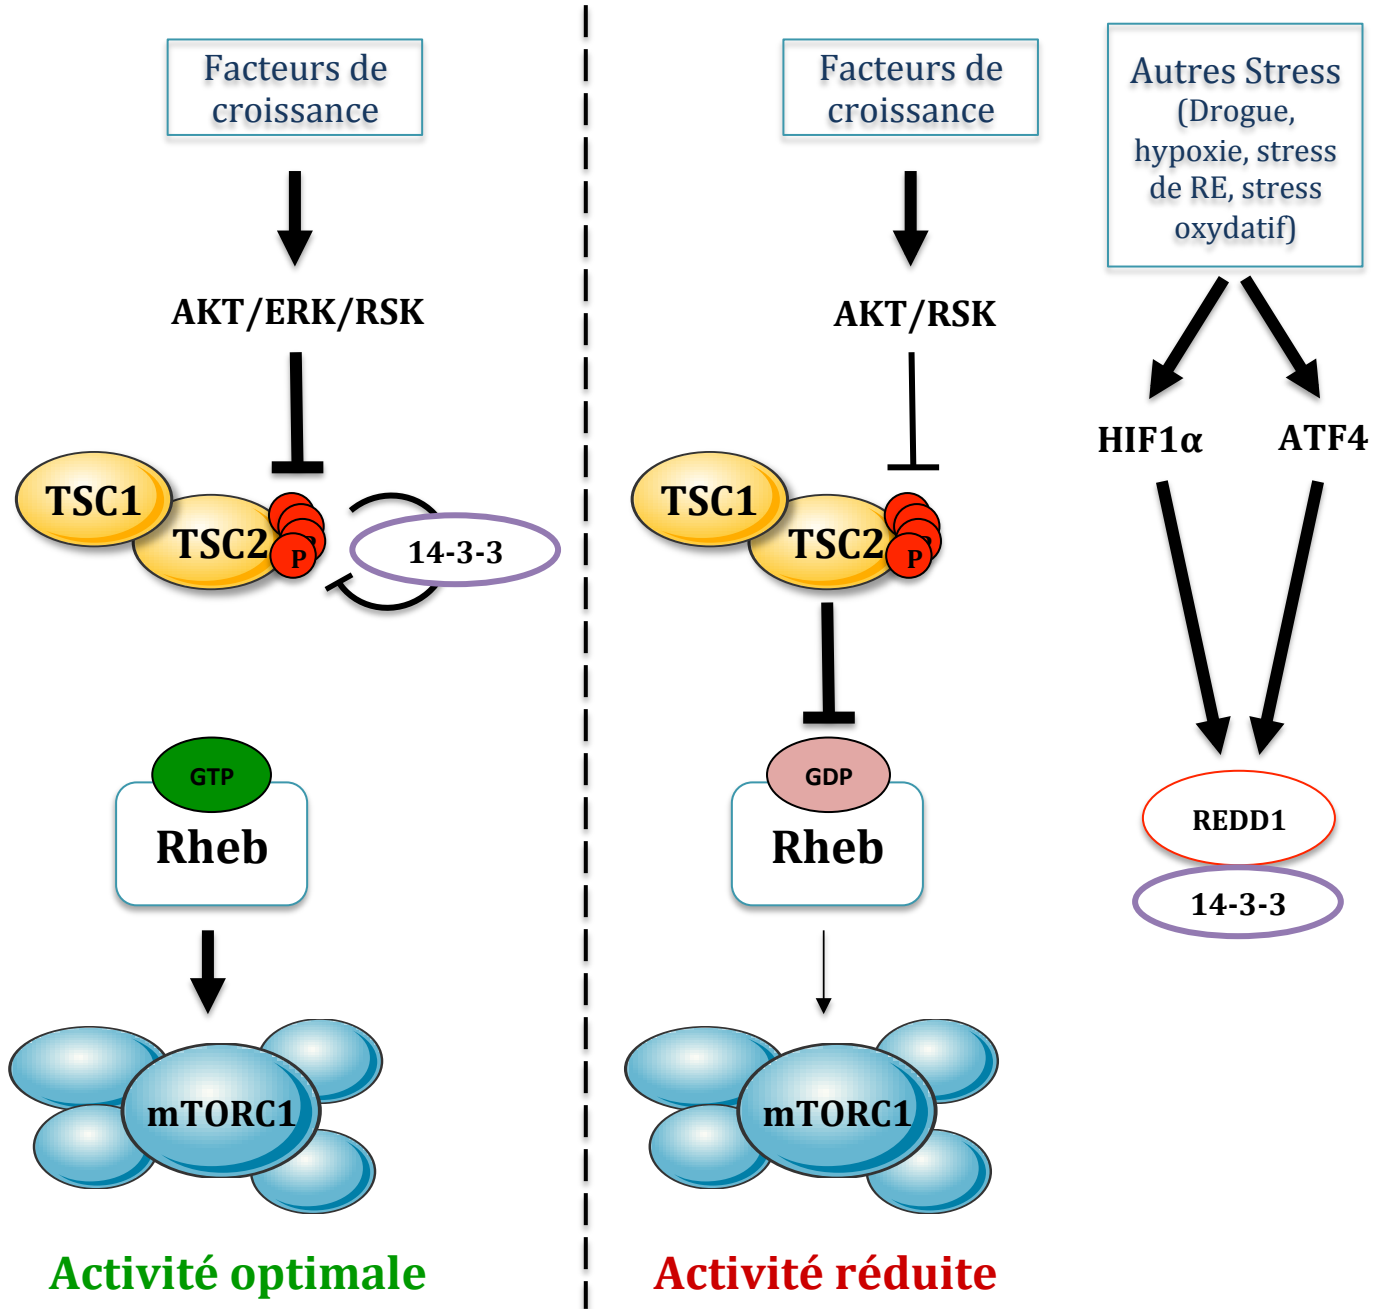 Facteurs de
croissance
AKT/ERK/RSK
TSC1
TSC2
P
14-3-3
GTP
Rheb
mTORC1
Activité optimale
Facteurs de
croissance
AKT/RSK
TSC1
TSC2
P
GDP
Rheb
mTORC1
Activité réduite
Autres Stress
(Drogue,
hypoxie, stress
de RE, stress
oxydatif)
HIF1α
ATF4
REDD1
14-3-3